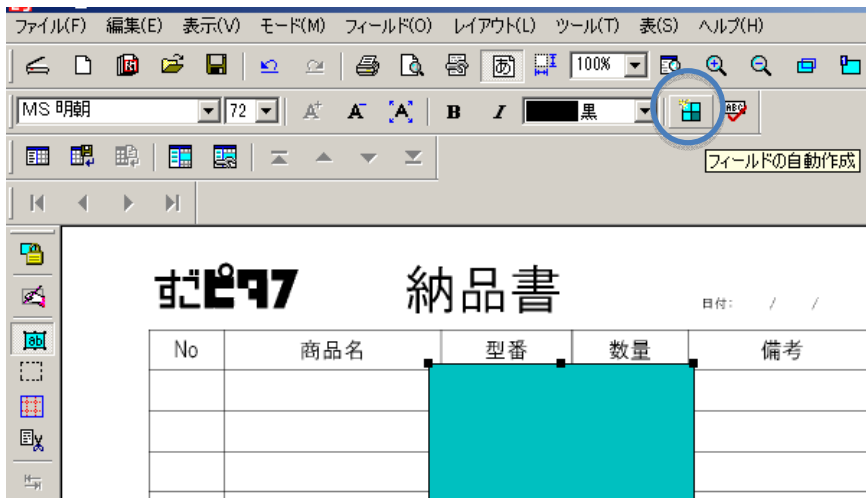 ファイル(F) 編集(E) 表示(V) モード(M) フィールド(O) レイアウト(L) ツール(T) 表(S) ヘルプ(H)
あ 100%
MS 明朝 72 A A A B I 黒 ABC
フィールドの自動作成
すごピタ7 納品書 日付: / /
ab
No 商品名 型番 数量 備考